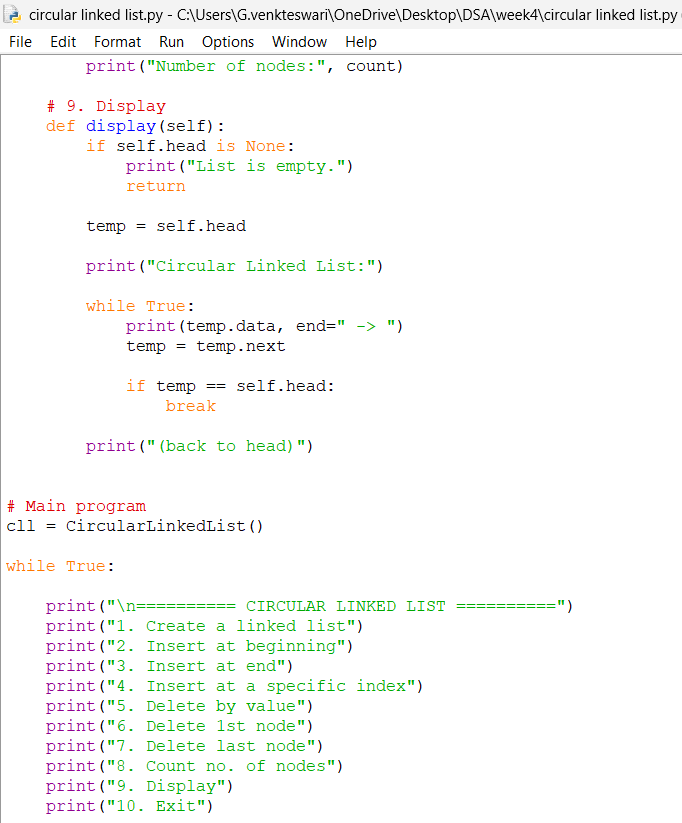 circular linked list.py - C:\Users\G.venkteswari\OneDrive\Desktop\DSA\week4\circular linked list.py
File Edit Format Run Options Window Help
        print("Number of nodes:", count)

    # 9. Display
    def display(self):
        if self.head is None:
            print("List is empty.")
            return

        temp = self.head

        print("Circular Linked List:")

        while True:
            print(temp.data, end=" -> ")
            temp = temp.next

            if temp == self.head:
                break

        print("(back to head)")


# Main program
cll = CircularLinkedList()

while True:

    print("\n========== CIRCULAR LINKED LIST ==========")
    print("1. Create a linked list")
    print("2. Insert at beginning")
    print("3. Insert at end")
    print("4. Insert at a specific index")
    print("5. Delete by value")
    print("6. Delete 1st node")
    print("7. Delete last node")
    print("8. Count no. of nodes")
    print("9. Display")
    print("10. Exit")